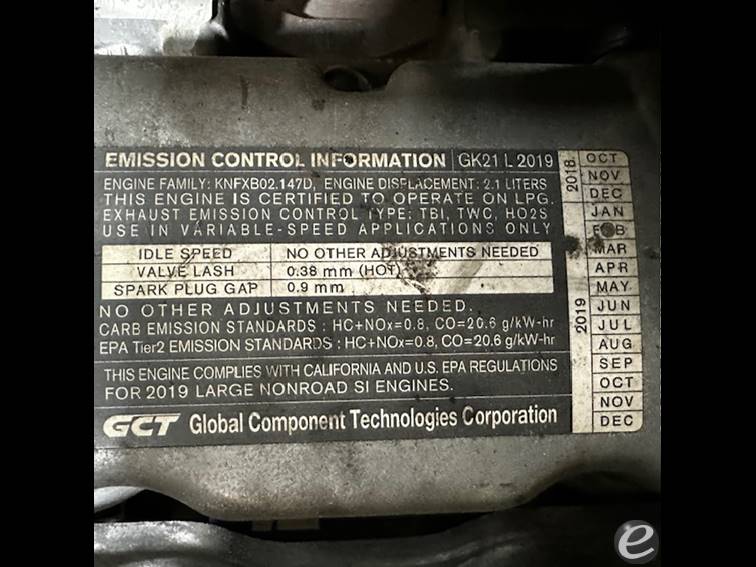 EMISSION CONTROL INFORMATION GK21 L 2019
ENGINE FAMILY: KNFXB02.147D, ENGINE DISPLACEMENT: 2.1 LITERS
THIS ENGINE IS CERTIFIED TO OPERATE ON LPG.
EXHAUST EMISSION CONTROL TYPE: TBI, TWC, HO2S
USE IN VARIABLE-SPEED APPLICATIONS ONLY
IDLE SPEED NO OTHER ADJUSTMENTS NEEDED
VALVE LASH 0.38 mm (HOT)
SPARK PLUG GAP 0.9 mm
NO OTHER ADJUSTMENTS NEEDED.
CARB EMISSION STANDARDS : HC+NOx=0.8, CO=20.6 g/kW-hr
EPA Tier2 EMISSION STANDARDS : HC+NOx=0.8, CO=20.6 g/kW-hr
THIS ENGINE COMPLIES WITH CALIFORNIA AND U.S. EPA REGULATIONS
FOR 2019 LARGE NONROAD SI ENGINES.
GCT Global Component Technologies Corporation
2018
OCT
NOV
DEC
2019
JAN
FEB
MAR
APR
MAY
JUN
JUL
AUG
SEP
OCT
NOV
DEC
e